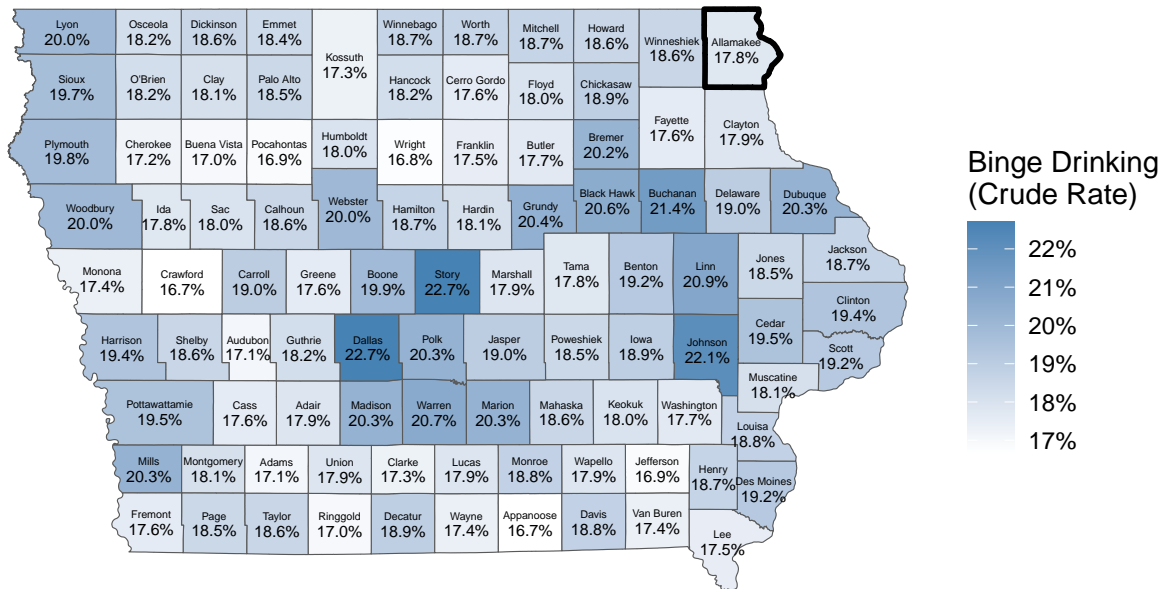 Lyon
20.0%
Osceola
18.2%
Dickinson
18.6%
Emmet
18.4%
Kossuth
17.3%
Winnebago
18.7%
Worth
18.7%
Mitchell
18.7%
Howard
18.6%
Winneshiek
18.6%
Allamakee
17.8%
Sioux
19.7%
O'Brien
18.2%
Clay
18.1%
Palo Alto
18.5%
Hancock
18.2%
Cerro Gordo
17.6%
Floyd
18.0%
Chickasaw
18.9%
Fayette
17.6%
Clayton
17.9%
Plymouth
19.8%
Cherokee
17.2%
Buena Vista
17.0%
Pocahontas
16.9%
Humboldt
18.0%
Wright
16.8%
Franklin
17.5%
Butler
17.7%
Bremer
20.2%
Woodbury
20.0%
Ida
17.8%
Sac
18.0%
Calhoun
18.6%
Webster
20.0%
Hamilton
18.7%
Hardin
18.1%
Grundy
20.4%
Black Hawk
20.6%
Buchanan
21.4%
Delaware
19.0%
Dubuque
20.3%
Monona
17.4%
Crawford
16.7%
Carroll
19.0%
Greene
17.6%
Boone
19.9%
Story
22.7%
Marshall
17.9%
Tama
17.8%
Benton
19.2%
Linn
20.9%
Jones
18.5%
Jackson
18.7%
Clinton
19.4%
Harrison
19.4%
Shelby
18.6%
Audubon
17.1%
Guthrie
18.2%
Dallas
22.7%
Polk
20.3%
Jasper
19.0%
Poweshiek
18.5%
Iowa
18.9%
Johnson
22.1%
Cedar
19.5%
Scott
19.2%
Muscatine
18.1%
Pottawattamie
19.5%
Cass
17.6%
Adair
17.9%
Madison
20.3%
Warren
20.7%
Marion
20.3%
Mahaska
18.6%
Keokuk
18.0%
Washington
17.7%
Louisa
18.8%
Mills
20.3%
Montgomery
18.1%
Adams
17.1%
Union
17.9%
Clarke
17.3%
Lucas
17.9%
Monroe
18.8%
Wapello
17.9%
Jefferson
16.9%
Henry
18.7%
Des Moines
19.2%
Fremont
17.6%
Page
18.5%
Taylor
18.6%
Ringgold
17.0%
Decatur
18.9%
Wayne
17.4%
Appanoose
16.7%
Davis
18.8%
Van Buren
17.4%
Lee
17.5%
Binge Drinking
(Crude Rate)
22%
21%
20%
19%
18%
17%